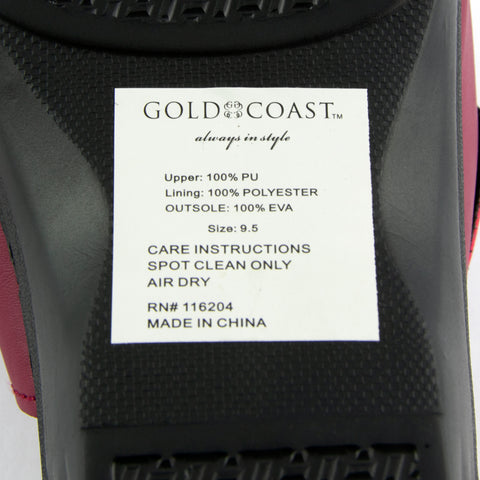 GOLD COAST™
always in style
Upper: 100% PU
Lining: 100% POLYESTER
OUTSOLE: 100% EVA
Size: 9.5
CARE INSTRUCTIONS
SPOT CLEAN ONLY
AIR DRY
RN# 116204
MADE IN CHINA